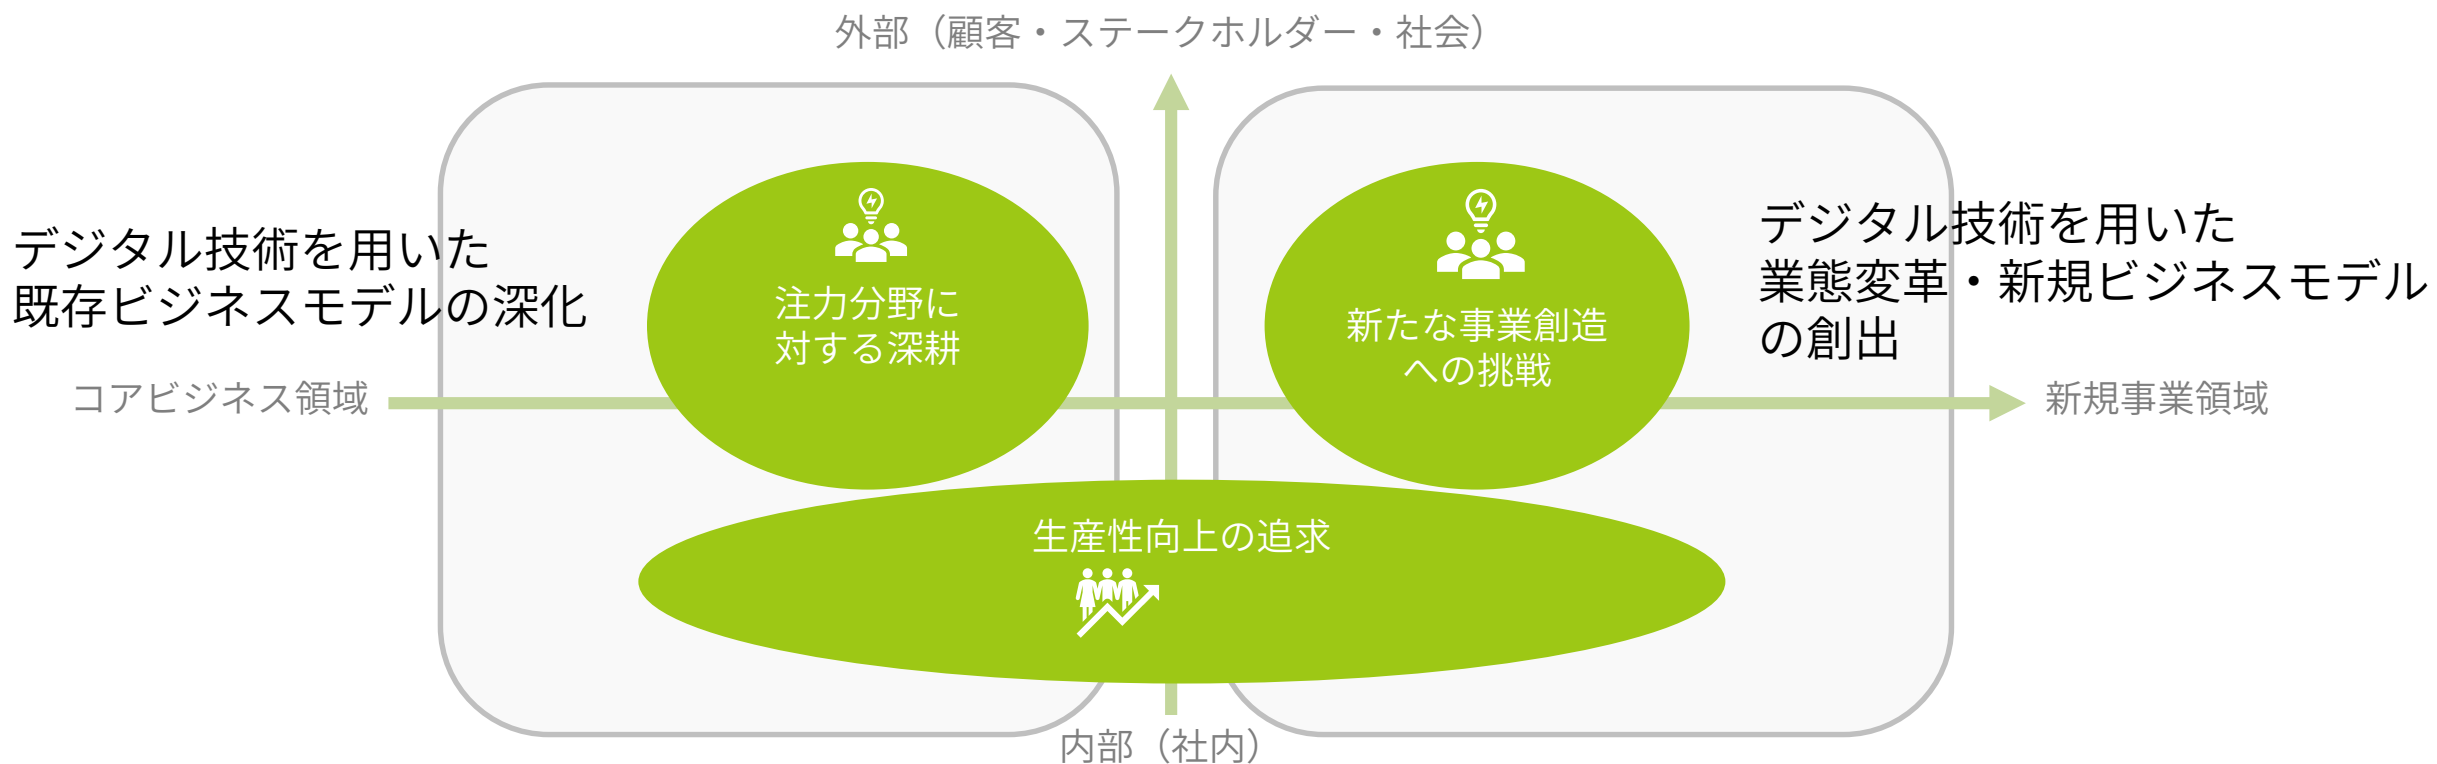 外部（顧客・ステークホルダー・社会）
デジタル技術を用いた
既存ビジネスモデルの深化
注力分野に
対する深耕
新たな事業創造
への挑戦
デジタル技術を用いた
業態変革・新規ビジネスモデル
の創出
コアビジネス領域
新規事業領域
生産性向上の追求
内部（社内）